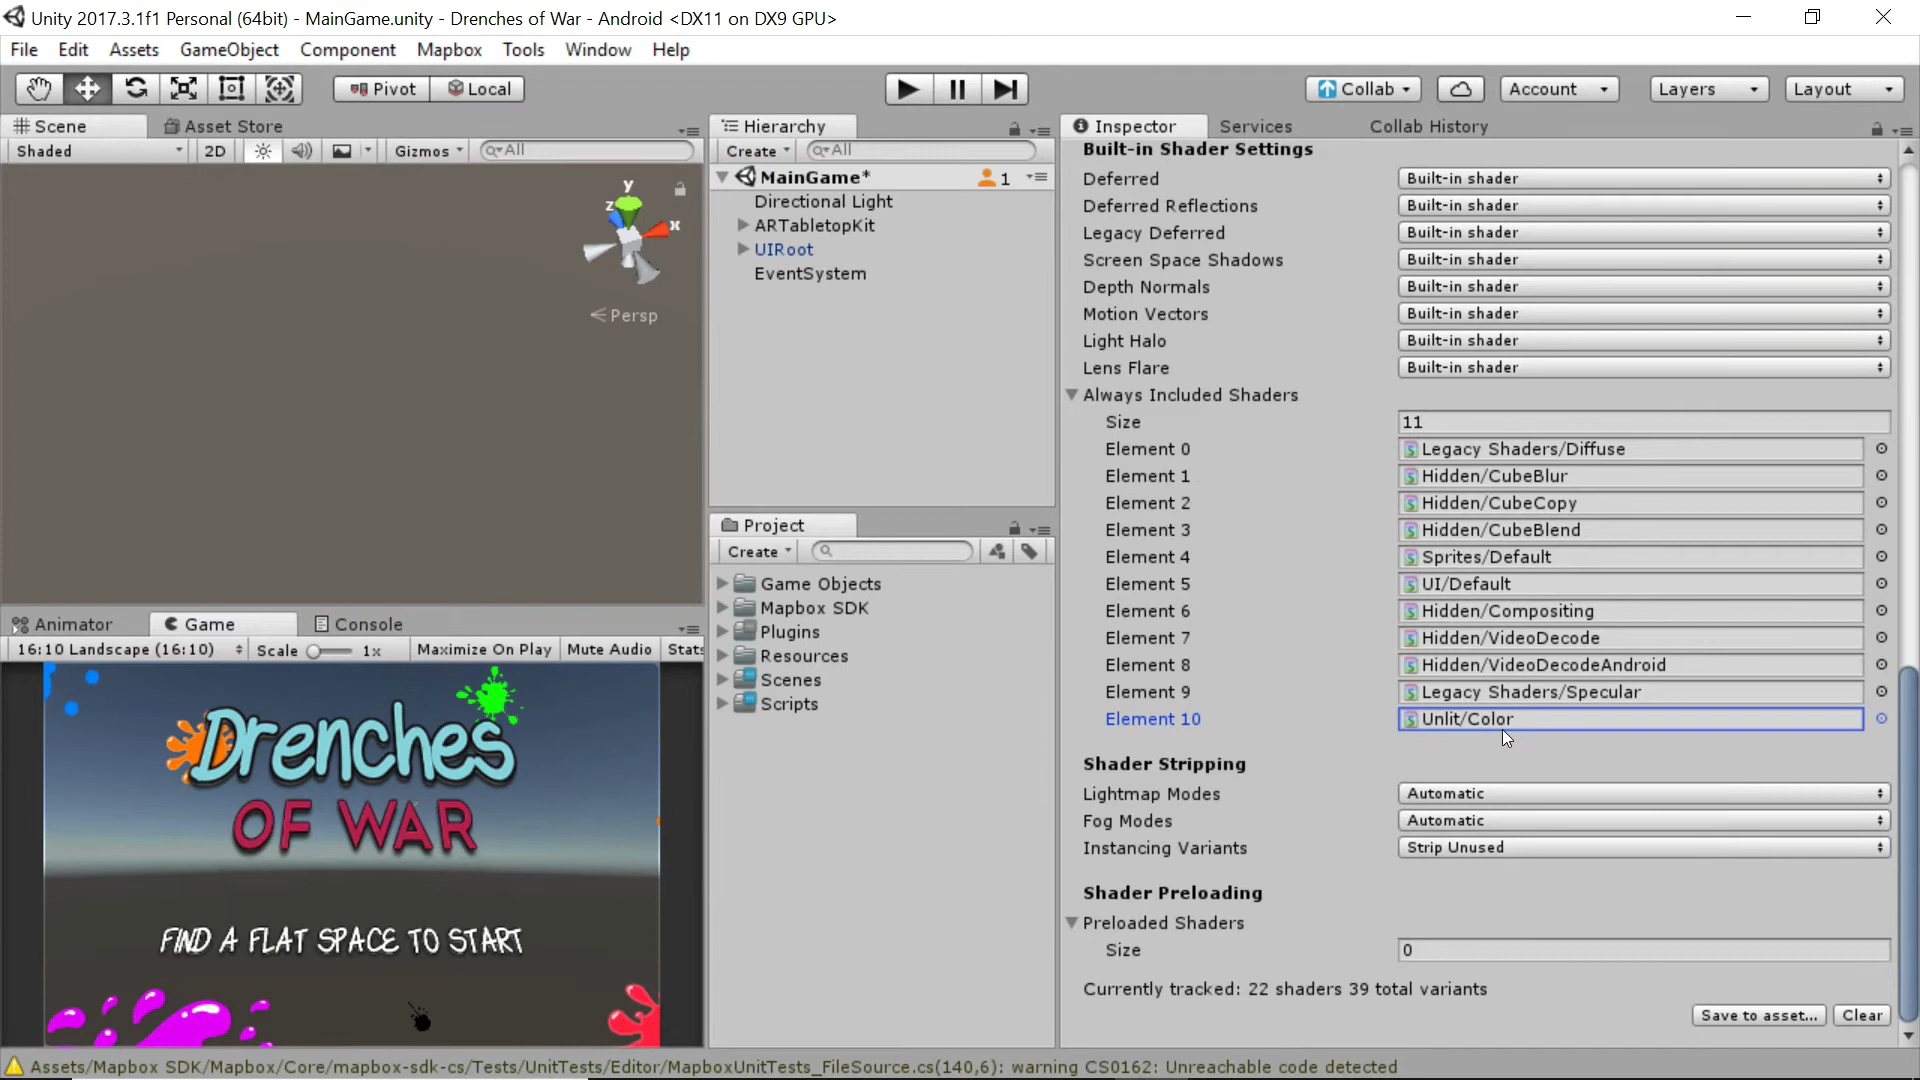 Unity 2017.3.1f1 Personal (64bit) - MainGame.unity - Drenches of War - Android <DX11 on DX9 GPU>
File Edit Assets GameObject Component Mapbox Tools Window Help
Pivot Local Collab Account Layers Layout
Scene Asset Store
Shaded 2D Gizmos All
y
z
x
Persp
Animator Game Console
16:10 Landscape (16:10) Scale 1x Maximize On Play Mute Audio Stats
Drenches
OF WAR
FIND A FLAT SPACE TO START
Hierarchy
Create All
MainGame* 1
Directional Light
ARTabletopKit
UIRoot
EventSystem
Project
Create
Game Objects
Mapbox SDK
Plugins
Resources
Scenes
Scripts
Inspector Services Collab History
Built-in Shader Settings
Deferred Built-in shader
Deferred Reflections Built-in shader
Legacy Deferred Built-in shader
Screen Space Shadows Built-in shader
Depth Normals Built-in shader
Motion Vectors Built-in shader
Light Halo Built-in shader
Lens Flare Built-in shader
Always Included Shaders
Size 11
Element 0 Legacy Shaders/Diffuse
Element 1 Hidden/CubeBlur
Element 2 Hidden/CubeCopy
Element 3 Hidden/CubeBlend
Element 4 Sprites/Default
Element 5 UI/Default
Element 6 Hidden/Compositing
Element 7 Hidden/VideoDecode
Element 8 Hidden/VideoDecodeAndroid
Element 9 Legacy Shaders/Specular
Element 10 Unlit/Color
Shader Stripping
Lightmap Modes Automatic
Fog Modes Automatic
Instancing Variants Strip Unused
Shader Preloading
Preloaded Shaders
Size 0
Currently tracked: 22 shaders 39 total variants
Save to asset... Clear
Assets/Mapbox SDK/Mapbox/Core/mapbox-sdk-cs/Tests/UnitTests/Editor/MapboxUnitTests_FileSource.cs(140,6): warning CS0162: Unreachable code detected